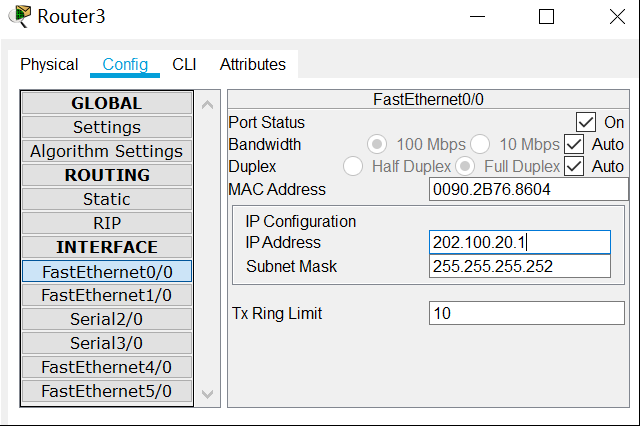 Router3
Physical Config CLI Attributes
GLOBAL
Settings
Algorithm Settings
ROUTING
Static
RIP
INTERFACE
FastEthernet0/0
FastEthernet1/0
Serial2/0
Serial3/0
FastEthernet4/0
FastEthernet5/0
FastEthernet0/0
Port Status On
Bandwidth 100 Mbps 10 Mbps Auto
Duplex Half Duplex Full Duplex Auto
MAC Address 0090.2B76.8604
IP Configuration
IP Address 202.100.20.1
Subnet Mask 255.255.255.252
Tx Ring Limit 10